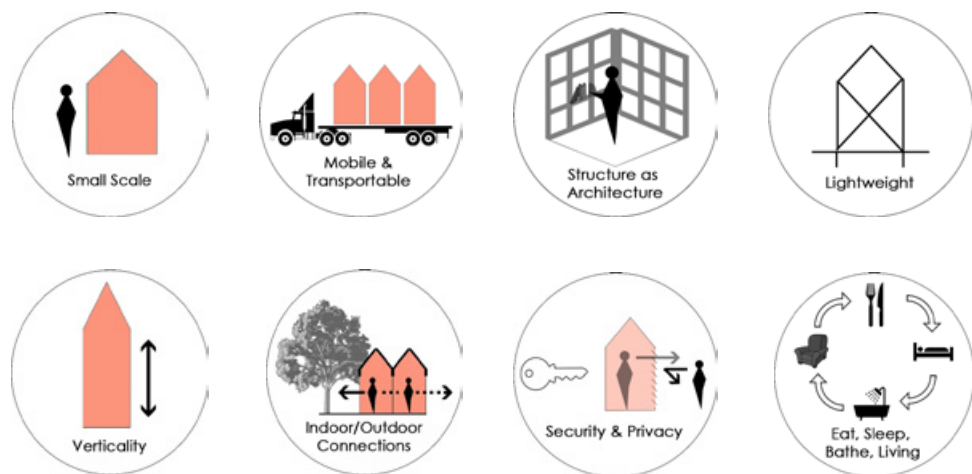 Small Scale
Mobile &
Transportable
Structure as
Architecture
Lightweight
Verticality
Indoor/Outdoor
Connections
Security & Privacy
Eat, Sleep,
Bathe, Living